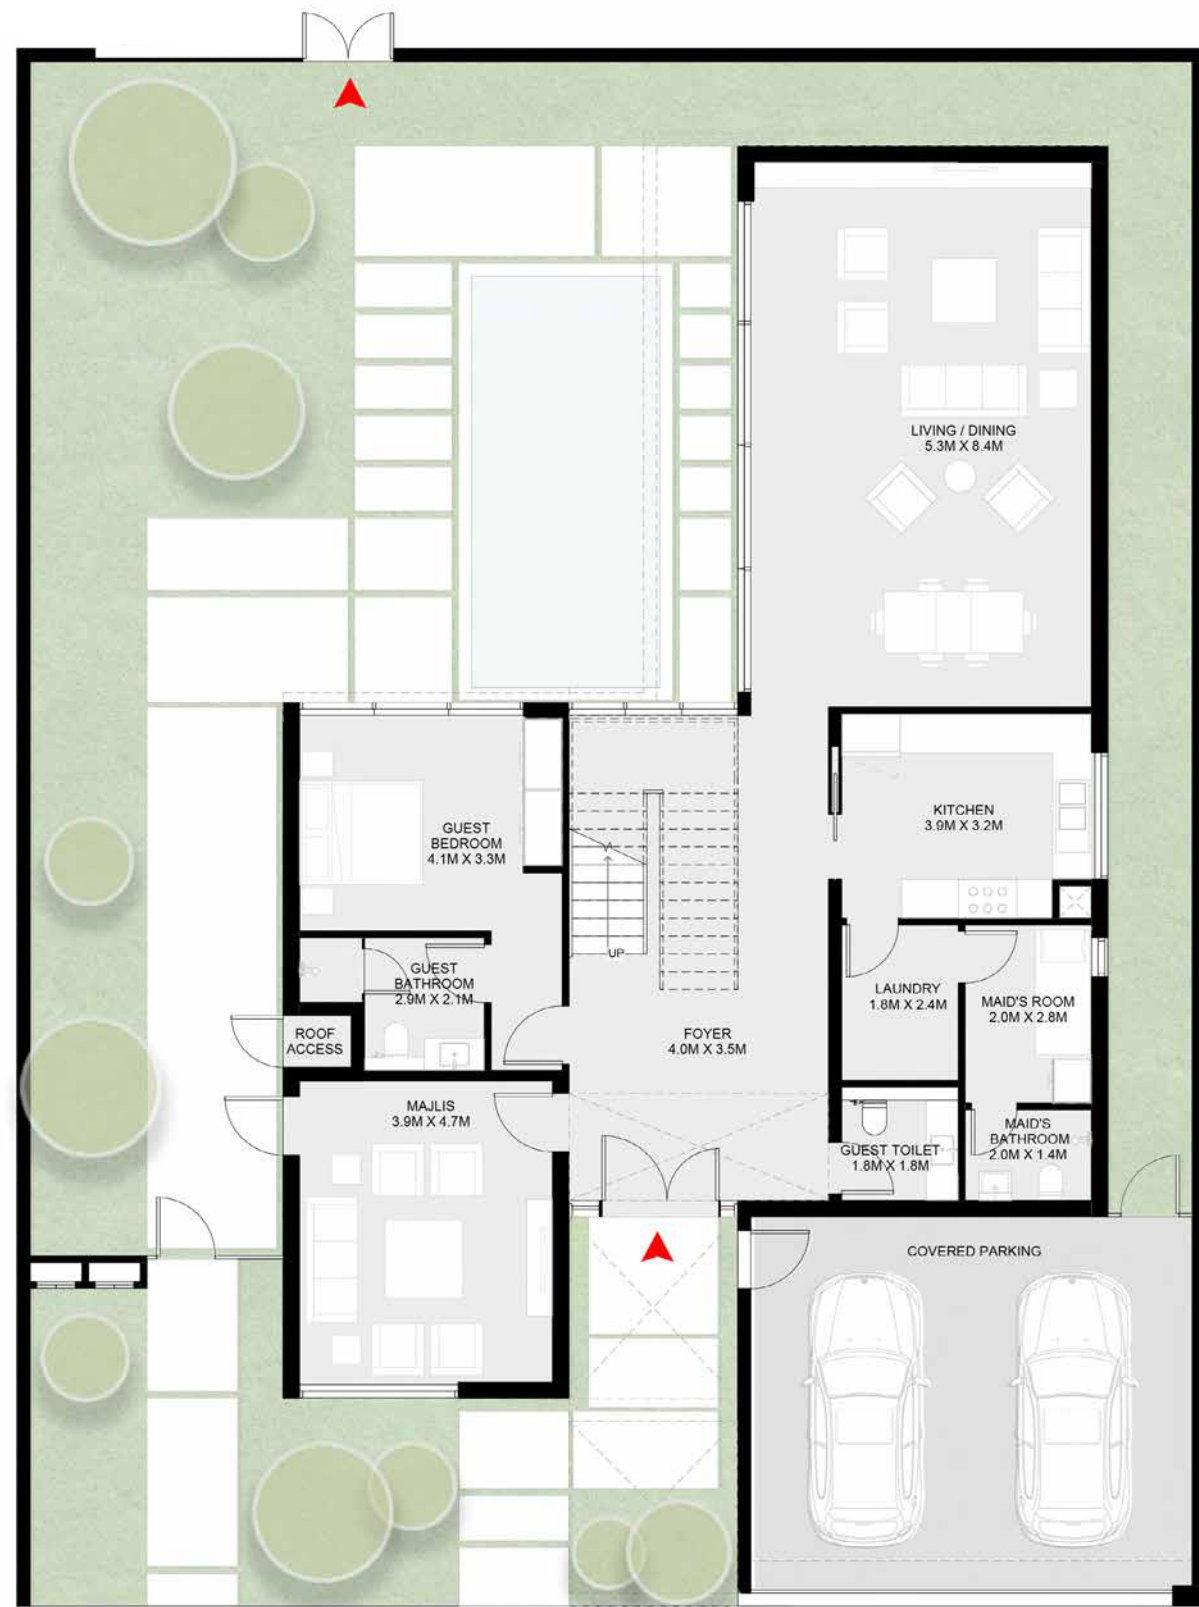 LIVING / DINING
5.3M X 8.4M
KITCHEN
3.9M X 3.2M
GUEST
BEDROOM
4.1M X 3.3M
UP
GUEST
BATHROOM
2.9M X 2.1M
LAUNDRY
1.8M X 2.4M
MAID'S ROOM
2.0M X 2.8M
ROOF
ACCESS
FOYER
4.0M X 3.5M
MAJLIS
3.9M X 4.7M
GUEST TOILET
1.8M X 1.8M
MAID'S
BATHROOM
2.0M X 1.4M
COVERED PARKING